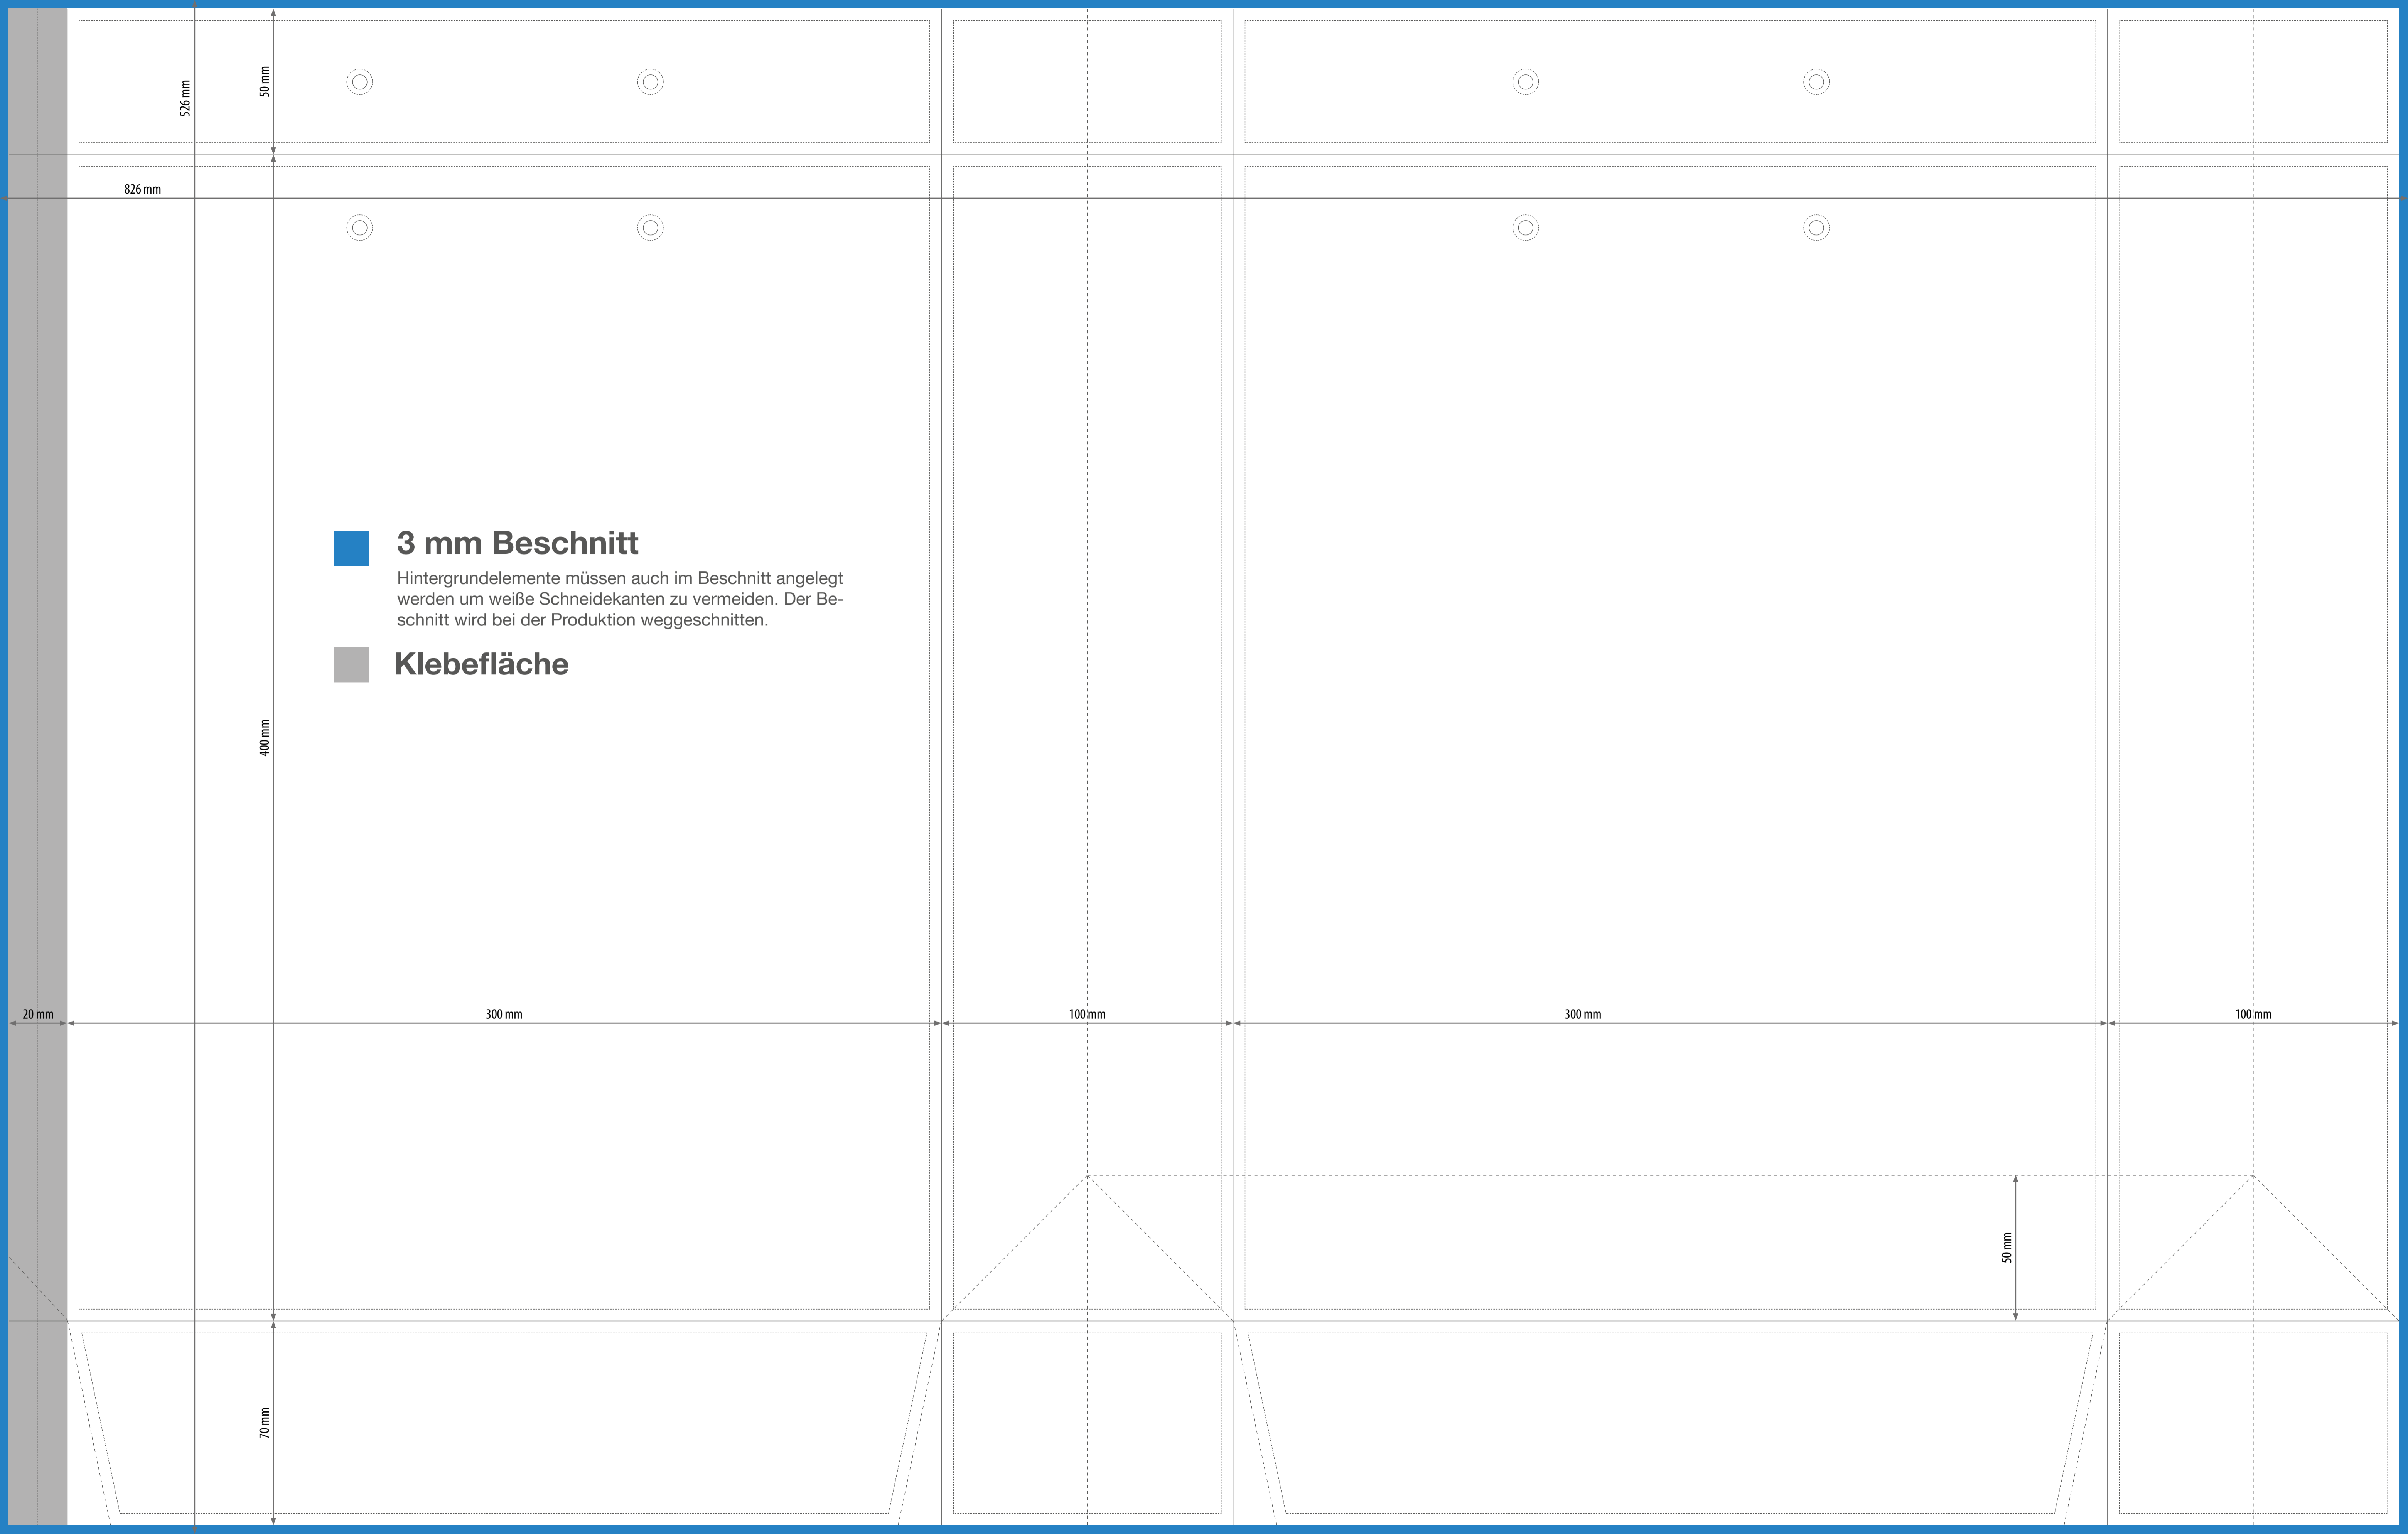 526 mm
50 mm
826 mm
3 mm Beschnitt
Hintergrundelemente müssen auch im Beschnitt angelegt
werden um weiße Schneidekanten zu vermeiden. Der Be-
schnitt wird bei der Produktion weggeschnitten.
Klebefläche
400 mm
20 mm
300 mm
100 mm
300 mm
100 mm
50 mm
70 mm